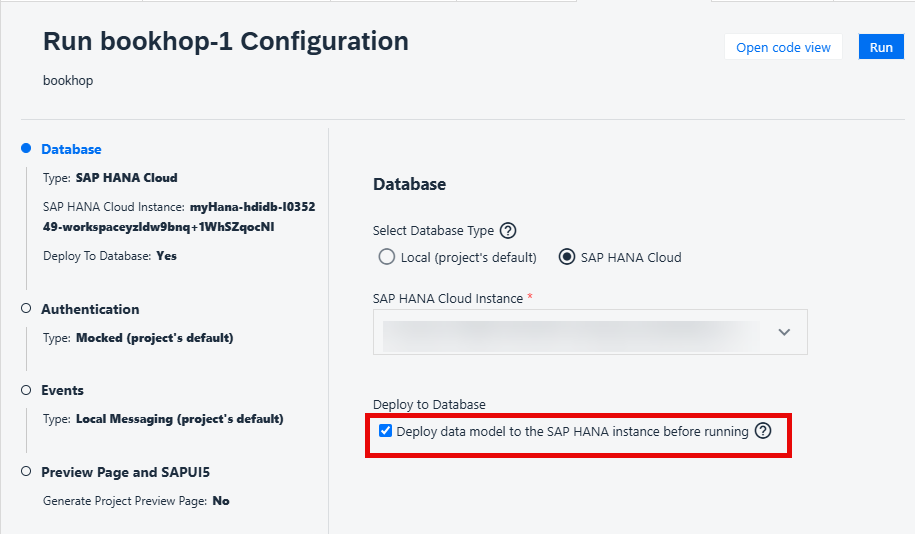 Run bookhop-1 Configuration
Open code view
Run
bookhop
Database
Type: SAP HANA Cloud
SAP HANA Cloud Instance: myHana-hdidb-l0352
49-workspaceyzldw9bnq+1WhSZqocNI
Deploy To Database: Yes
Authentication
Type: Mocked (project's default)
Events
Type: Local Messaging (project's default)
Preview Page and SAPUI5
Generate Project Preview Page: No
Database
Select Database Type ?
Local (project's default)
SAP HANA Cloud
SAP HANA Cloud Instance *
Deploy to Database
Deploy data model to the SAP HANA instance before running ?